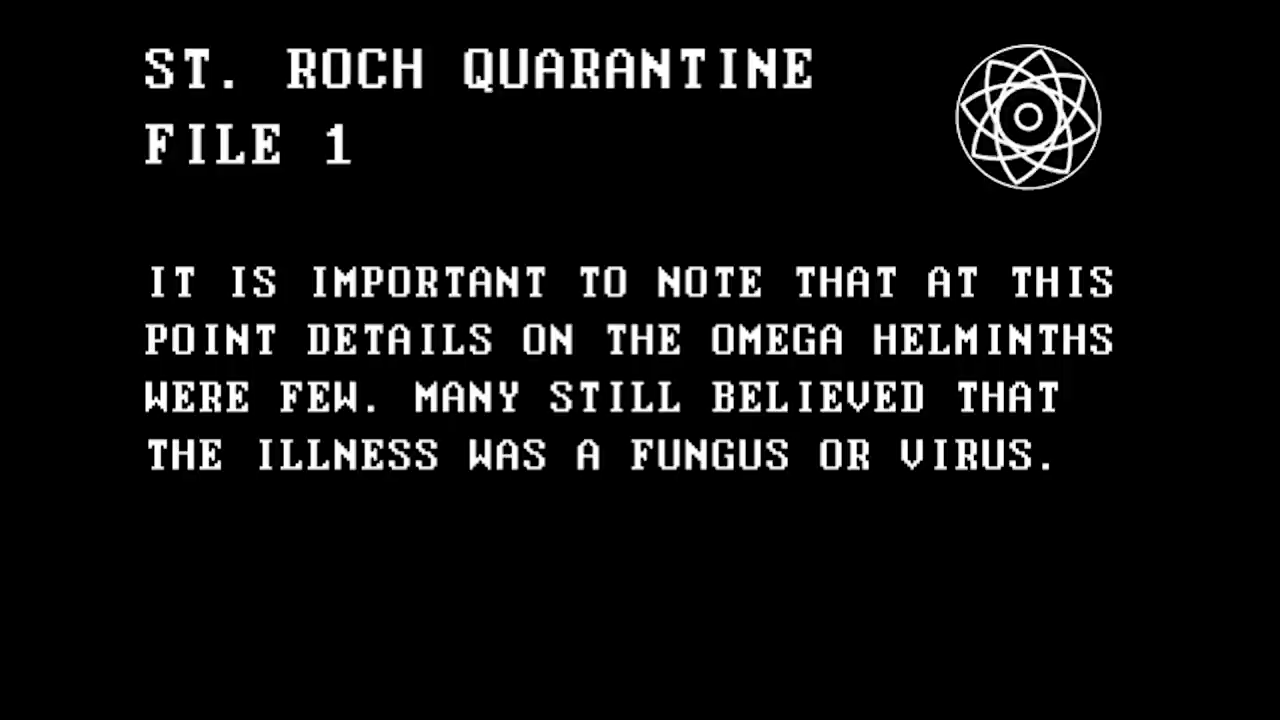 ST. ROCH QUARANTINE
FILE 1
IT IS IMPORTANT TO NOTE THAT AT THIS
POINT DETAILS ON THE OMEGA HELMINTHS
WERE FEW. MANY STILL BELIEVED THAT
THE ILLNESS WAS A FUNGUS OR VIRUS.